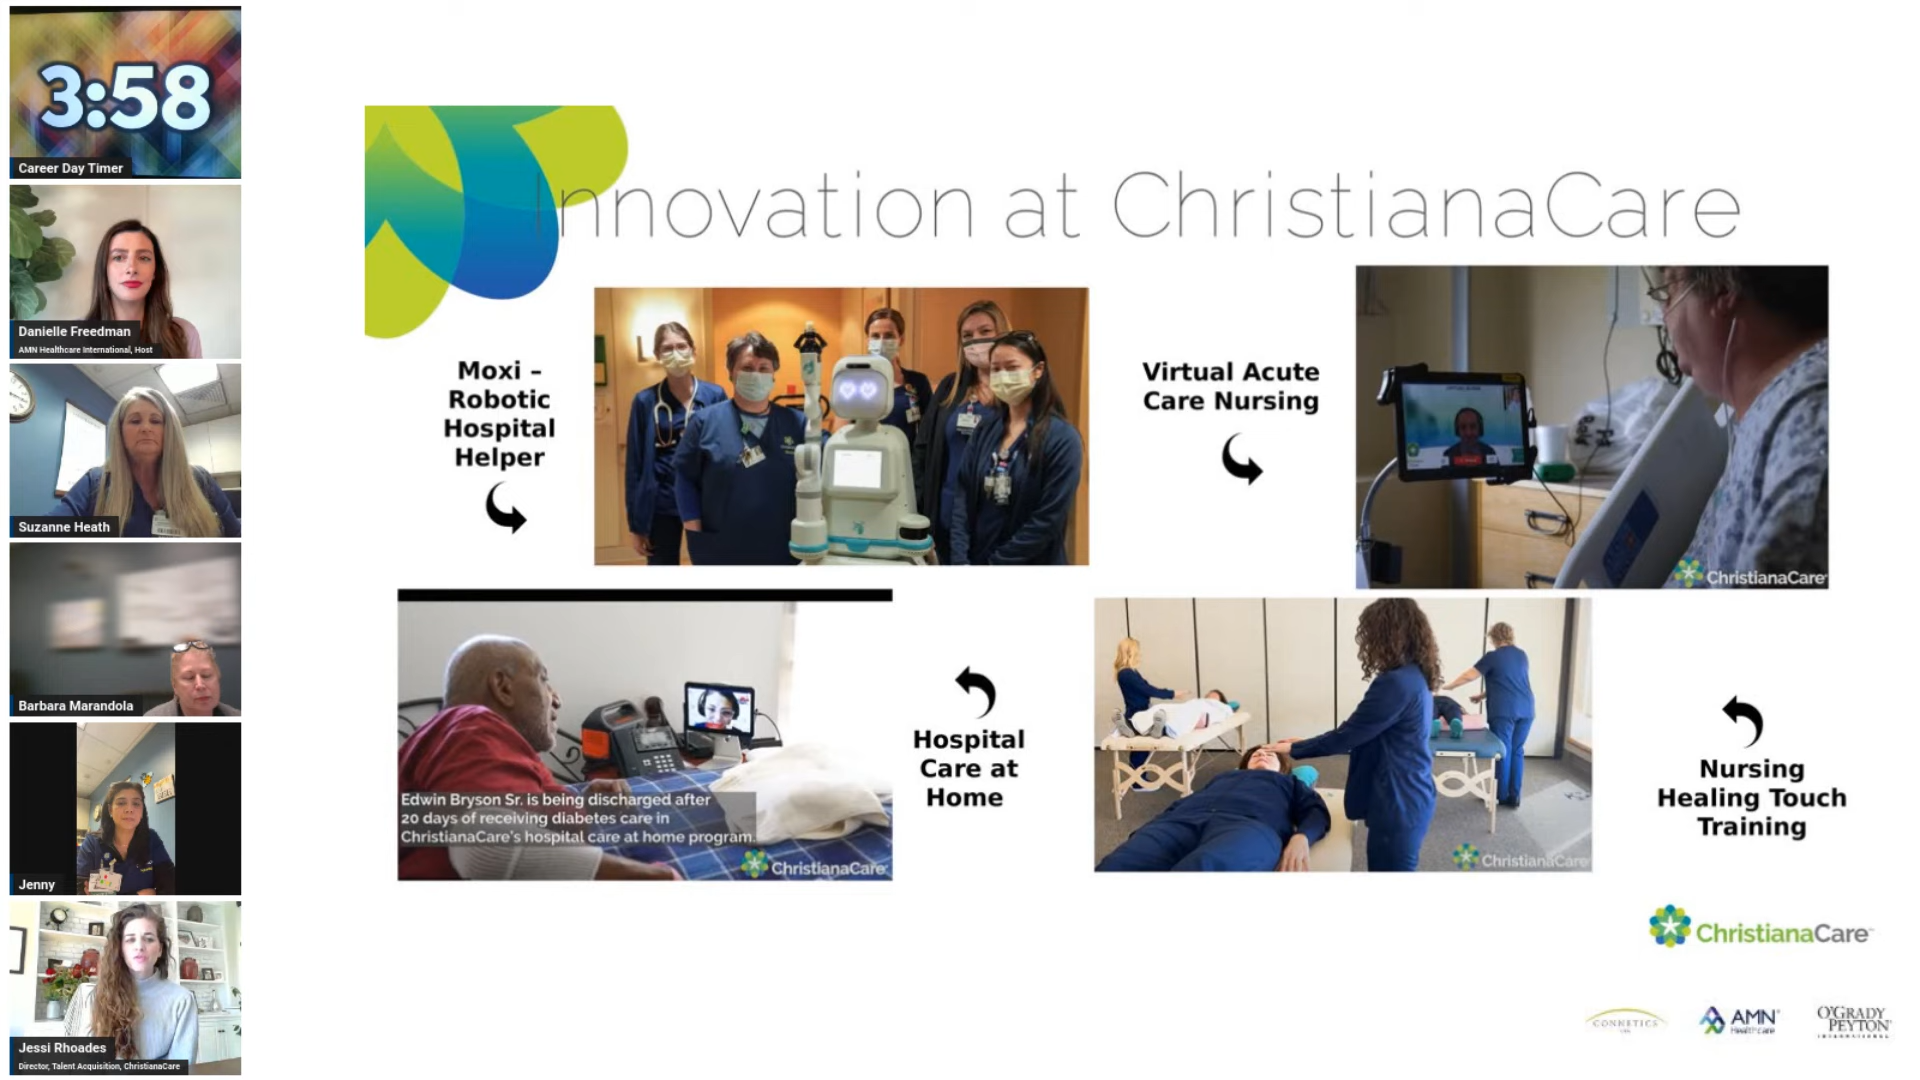 3:58
Career Day Timer
Danielle Freedman
AMN Healthcare International, Host
Suzanne Heath
Barbara Marandola
Jenny
Jessi Rhoades
Director, Talent Acquisition, ChristianaCare
Innovation at ChristianaCare
Moxi –
Robotic
Hospital
Helper
Virtual Acute
Care Nursing
ChristianaCare
Edwin Bryson Sr. is being discharged after
20 days of receiving diabetes care in
ChristianaCare's hospital care at home program.
ChristianaCare
Hospital
Care at
Home
ChristianaCare
Nursing
Healing Touch
Training
ChristianaCare
CONNETICS
USA
AMN
Healthcare
O'GRADY
PEYTON
INTERNATIONAL